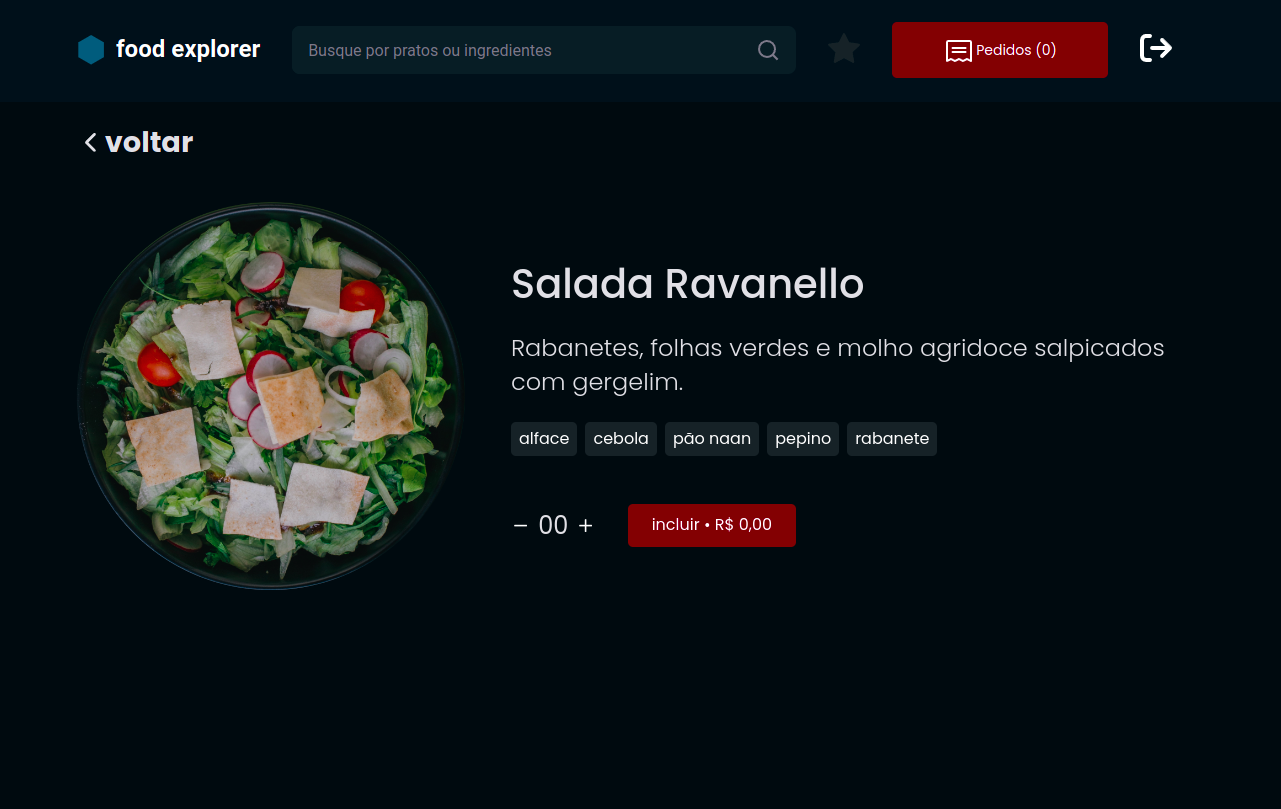 food explorer
Busque por pratos ou ingredientes
Pedidos (0)
voltar
Salada Ravanello
Rabanetes, folhas verdes e molho agridoce salpicados
com gergelim.
alface cebola pão naan pepino rabanete
00 incluir • R$ 0,00